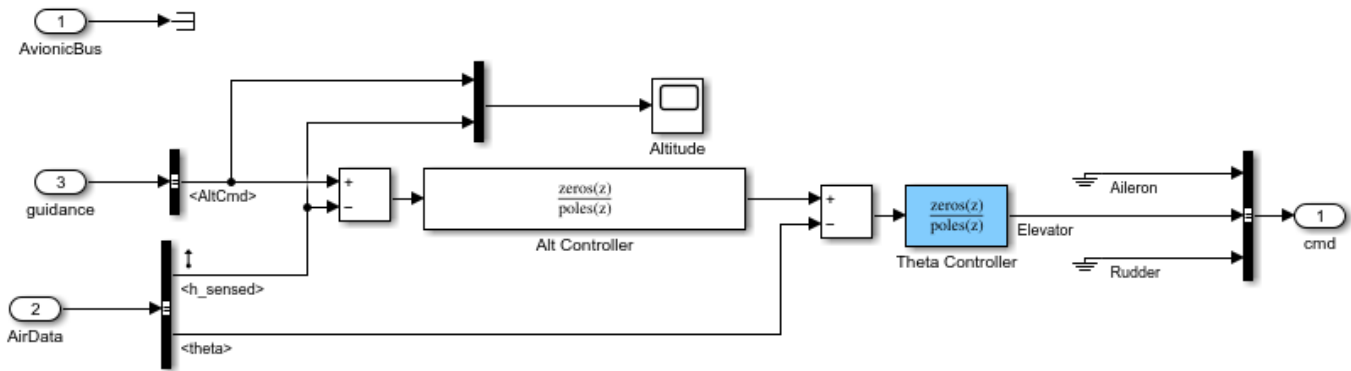 1
AvionicBus
Altitude
3
guidance
<AltCmd>
+
−
zeros(z)
poles(z)
Alt Controller
+
−
zeros(z)
poles(z)
Theta Controller
Aileron
Elevator
Rudder
1
cmd
2
AirData
<h_sensed>
<theta>